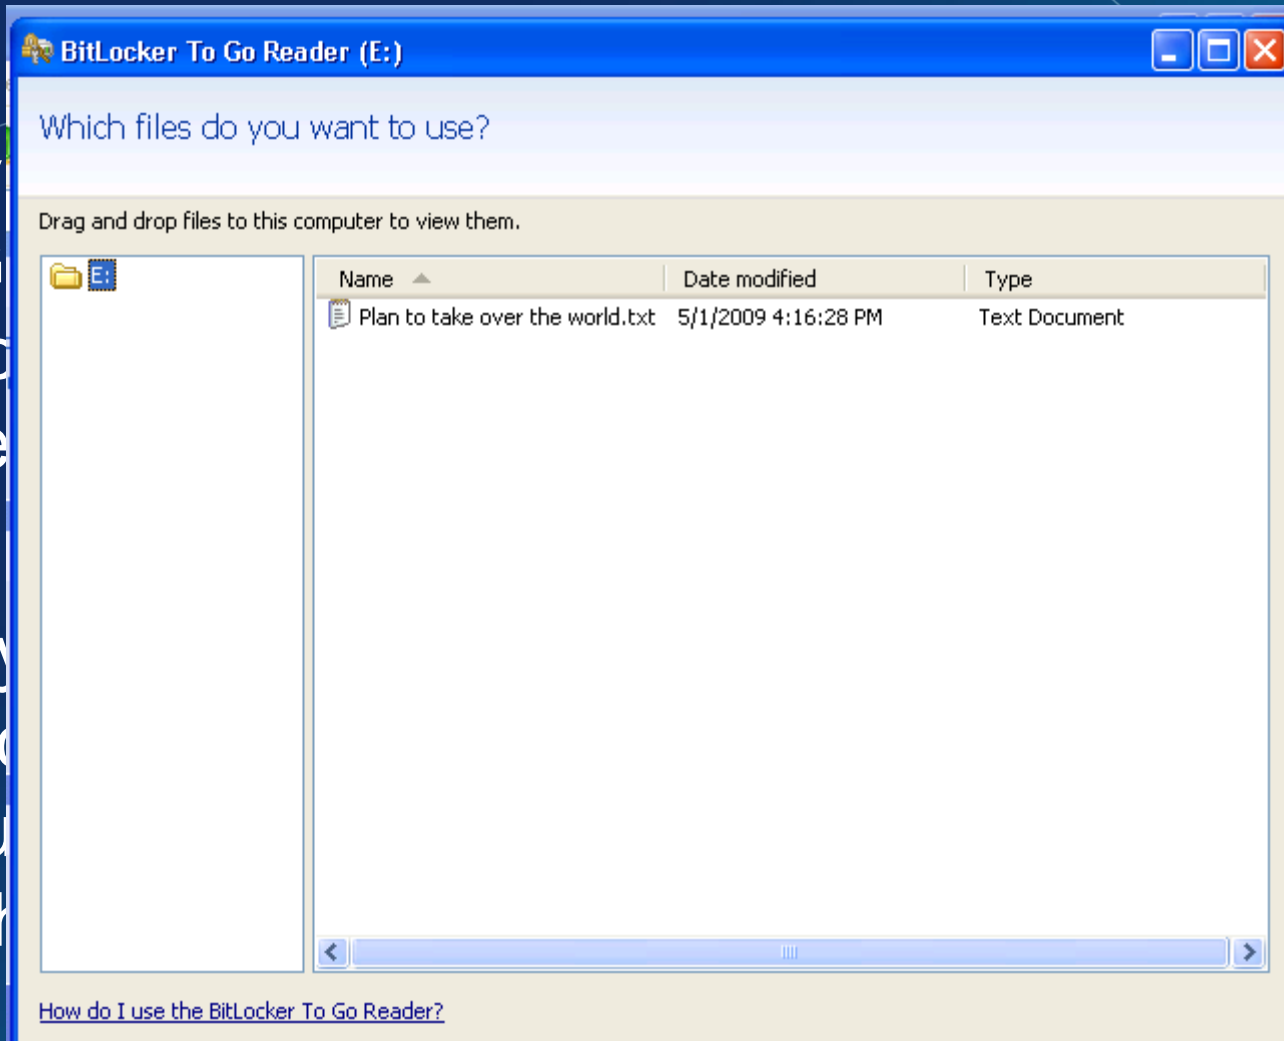 BitLocker To Go Reader (E:)
Which files do you want to use?
Drag and drop files to this computer to view them.
E:
Name Date modified Type
Plan to take over the world.txt 5/1/2009 4:16:28 PM Text Document
How do I use the BitLocker To Go Reader?